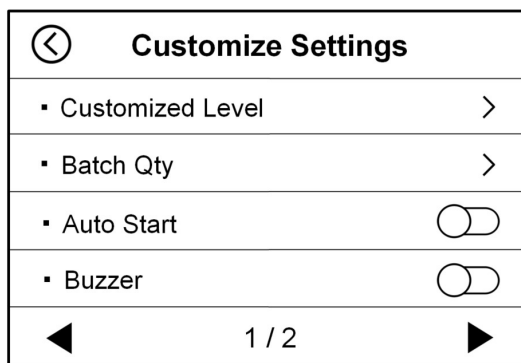 Customize Settings
▪ Customized Level
▪ Batch Qty
▪ Auto Start
▪ Buzzer
1 / 2